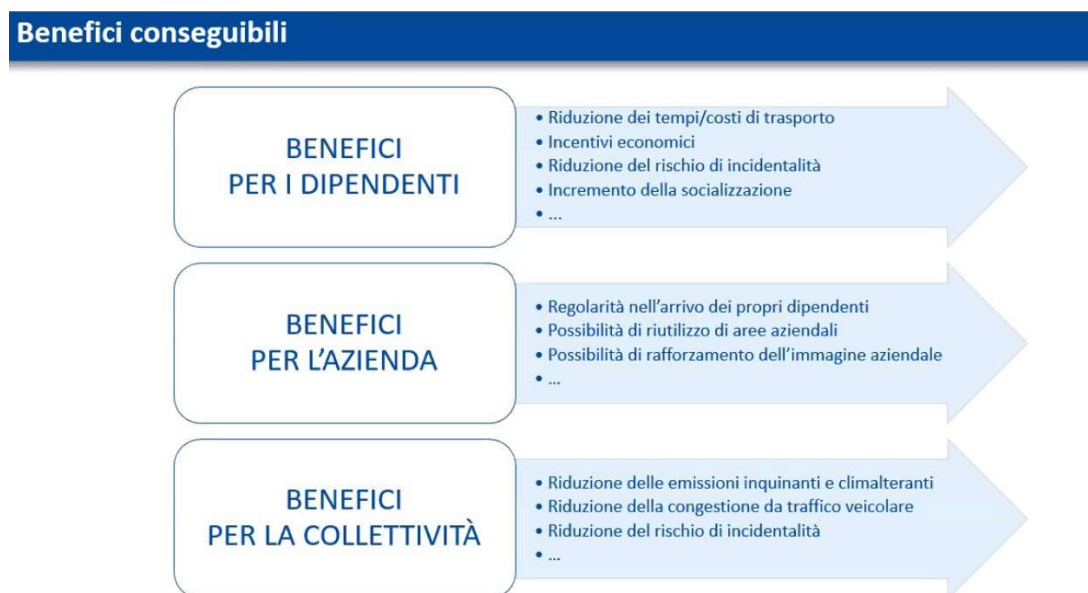 Benefici conseguibili
BENEFICI
PER I DIPENDENTI
• Riduzione dei tempi/costi di trasporto
• Incentivi economici
• Riduzione del rischio di incidentalità
• Incremento della socializzazione
• ...
BENEFICI
PER L'AZIENDA
• Regolarità nell'arrivo dei propri dipendenti
• Possibilità di riutilizzo di aree aziendali
• Possibilità di rafforzamento dell'immagine aziendale
• ...
BENEFICI
PER LA COLLETTIVITÀ
• Riduzione delle emissioni inquinanti e climalteranti
• Riduzione della congestione da traffico veicolare
• Riduzione del rischio di incidentalità
• ...